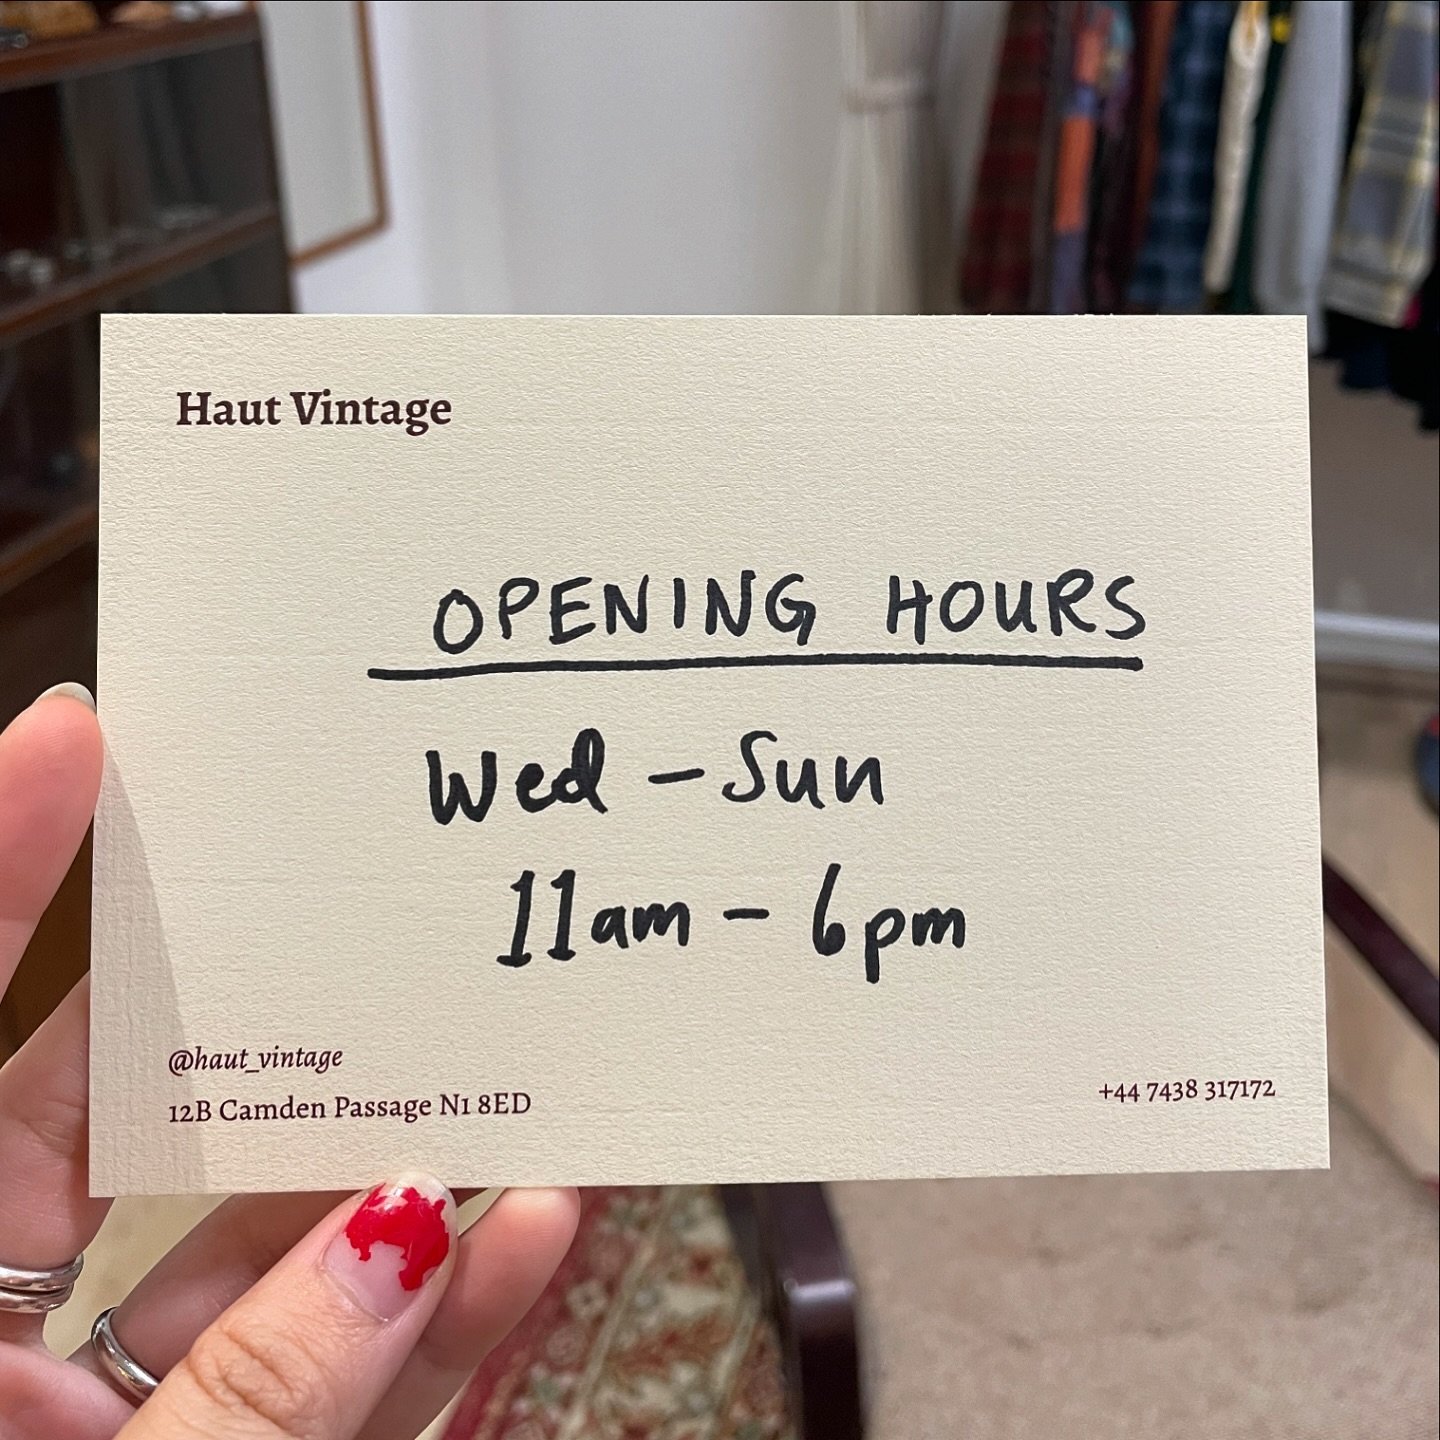 Haut Vintage
OPENING HOURS
Wed - Sun
11am - 6pm
@haut_vintage
12B Camden Passage N1 8ED
+44 7438 317172